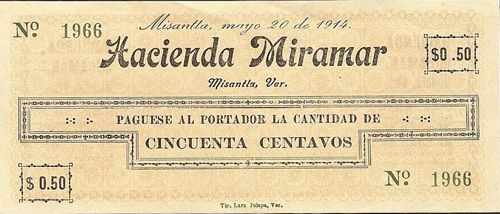 Misantla, mayo 20 de 1914.
Nº 1966
Hacienda Miramar
$0.50
Misantla, Ver.
PAGUESE AL PORTADOR LA CANTIDAD DE
CINCUENTA CENTAVOS
$0.50
Nº 1966
Tip. Lara Jalapa, Ver.